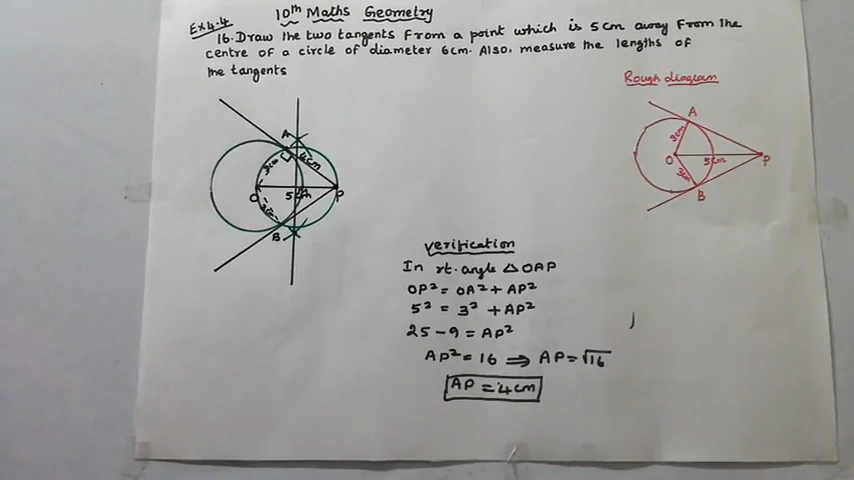 10th Maths Geometry
Ex 4.4
16. Draw the two tangents from a point which is 5 cm away from the
centre of a circle of diameter 6cm. Also, measure the lengths of
the tangents
Rough diagram
A
3cm
O
5cm
P
3cm
B
A
4cm
3cm
O
5cm
P
3cm
B
verification
In rt. angle △OAP
OP² = OA² + AP²
5² = 3² + AP²
25 - 9 = AP²
AP² = 16 ⇒ AP = √16
AP = 4cm